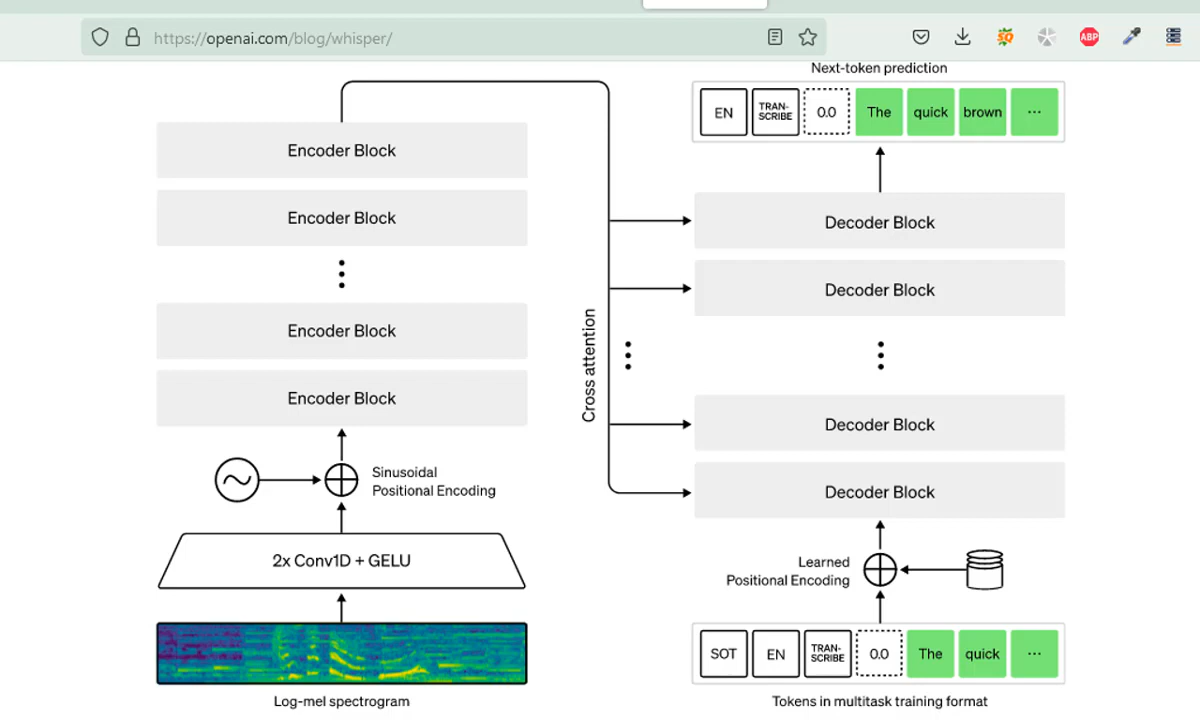 https://openai.com/blog/whisper/
SQ
ABP
Next-token prediction
EN
TRAN-
SCRIBE
0.0
The
quick
brown
...
Encoder Block
Encoder Block
Encoder Block
Encoder Block
Sinusoidal
Positional Encoding
2x Conv1D + GELU
Log-mel spectrogram
Cross attention
Decoder Block
Decoder Block
Decoder Block
Decoder Block
Learned
Positional Encoding
SOT
EN
TRAN-
SCRIBE
0.0
The
quick
...
Tokens in multitask training format